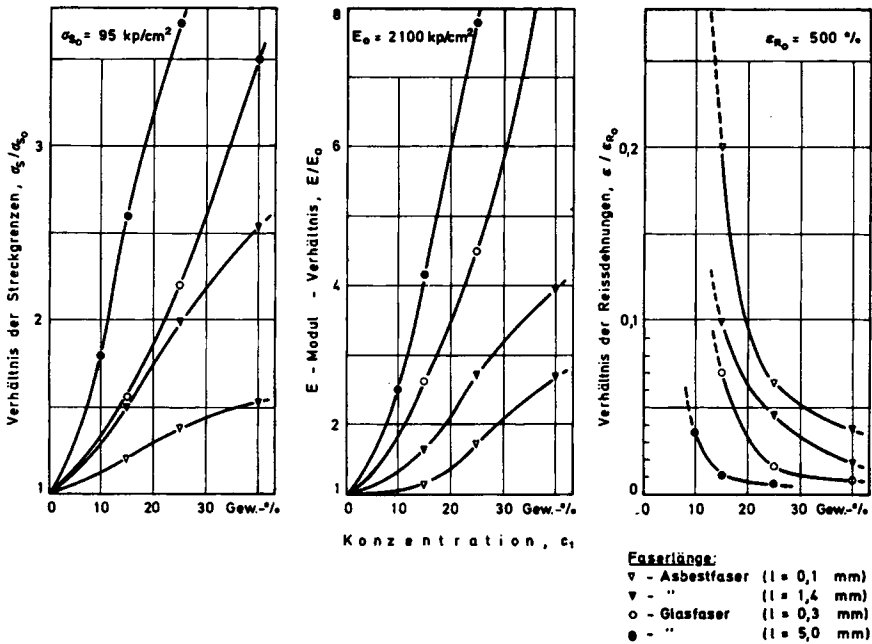 σS₀ = 95 kp/cm²
Verhältnis der Streckgrenzen, σS/σS₀
3
2
1
0 10 20 30 Gew.-%
E₀ = 2100 kp/cm²
E - Modul - Verhältnis, E/E₀
8
6
4
2
1
0 10 20 30 Gew.-%
εR₀ = 500 %
Verhältnis der Reissdehnungen, ε/εR₀
0,2
0,1
0
0 10 20 30 Gew.-%
Konzentration, c₁
Faserlänge:
▽ - Asbestfaser (l = 0,1 mm)
▼ - " (l = 1,4 mm)
○ - Glasfaser (l = 0,3 mm)
● - " (l = 5,0 mm)